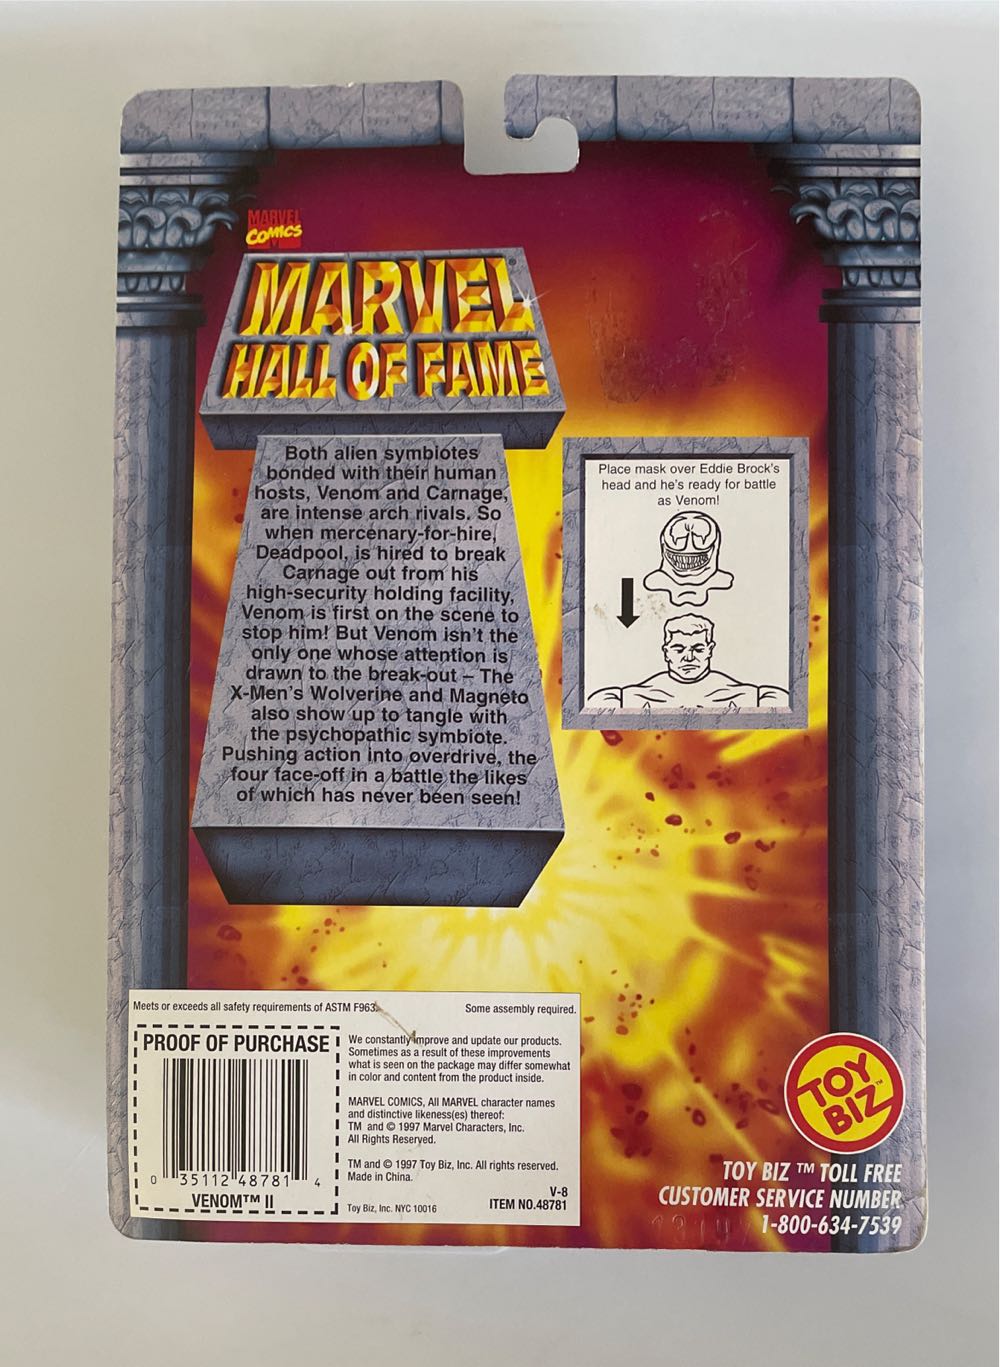 MARVEL
COMICS
MARVEL®
HALL OF FAME
Both alien symbiotes
bonded with their human
hosts, Venom and Carnage,
are intense arch rivals. So
when mercenary-for-hire,
Deadpool, is hired to break
Carnage out from his
high-security holding facility,
Venom is first on the scene to
stop him! But Venom isn't the
only one whose attention is
drawn to the break-out – The
X-Men's Wolverine and Magneto
also show up to tangle with
the psychopathic symbiote.
Pushing action into overdrive, the
four face-off in a battle the likes
of which has never been seen!
Place mask over Eddie Brock's
head and he's ready for battle
as Venom!
Meets or exceeds all safety requirements of ASTM F963.
Some assembly required.
PROOF OF PURCHASE
0 35112 48781 4
VENOM™ II
We constantly improve and update our products.
Sometimes as a result of these improvements
what is seen on the package may differ somewhat
in color and content from the product inside.
MARVEL COMICS, All MARVEL character names
and distinctive likeness(es) thereof:
TM and © 1997 Marvel Characters, Inc.
All Rights Reserved.
TM and © 1997 Toy Biz, Inc. All rights reserved.
Made in China.
V-8
Toy Biz, Inc. NYC 10016
ITEM NO.48781
TOY
BIZ™
TOY BIZ ™ TOLL FREE
CUSTOMER SERVICE NUMBER
1-800-634-7539